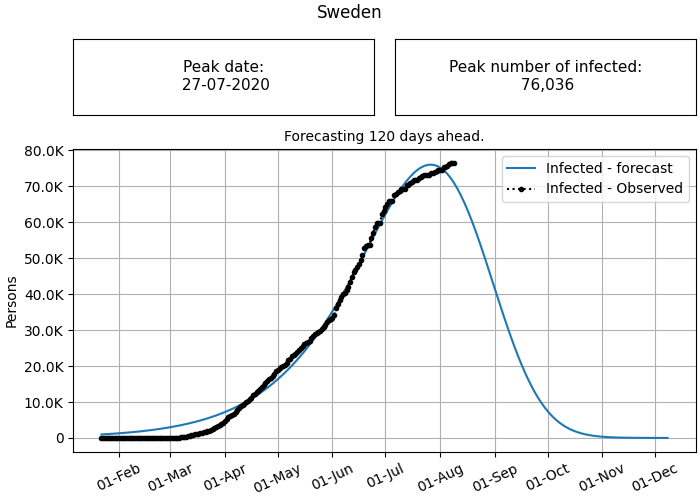 Sweden
Peak date:
27-07-2020
Peak number of infected:
76,036
Forecasting 120 days ahead.
80.0K
70.0K
60.0K
50.0K
40.0K
30.0K
20.0K
10.0K
0
Persons
Infected - forecast
Infected - Observed
01-Feb
01-Mar
01-Apr
01-May
01-Jun
01-Jul
01-Aug
01-Sep
01-Oct
01-Nov
01-Dec